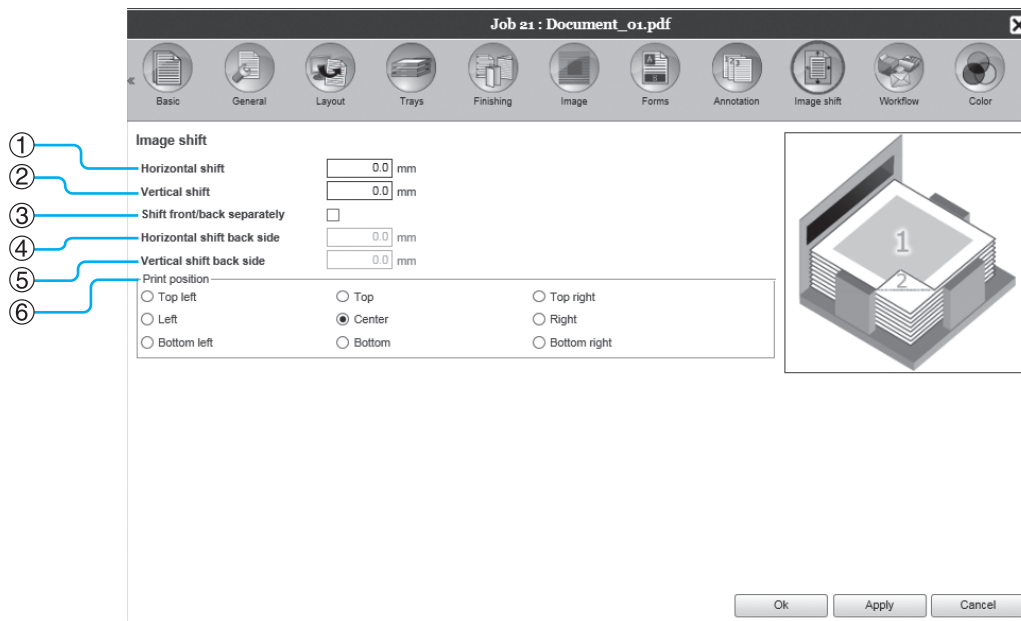 Job 21 : Document_01.pdf
«
Basic General Layout Trays Finishing Image Forms Annotation Image shift Workflow Color
Image shift
① Horizontal shift 0.0 mm
② Vertical shift 0.0 mm
③ Shift front/back separately
④ Horizontal shift back side 0.0 mm
⑤ Vertical shift back side 0.0 mm
⑥ Print position
Top left Top Top right
Left Center Right
Bottom left Bottom Bottom right
1
2
Ok Apply Cancel